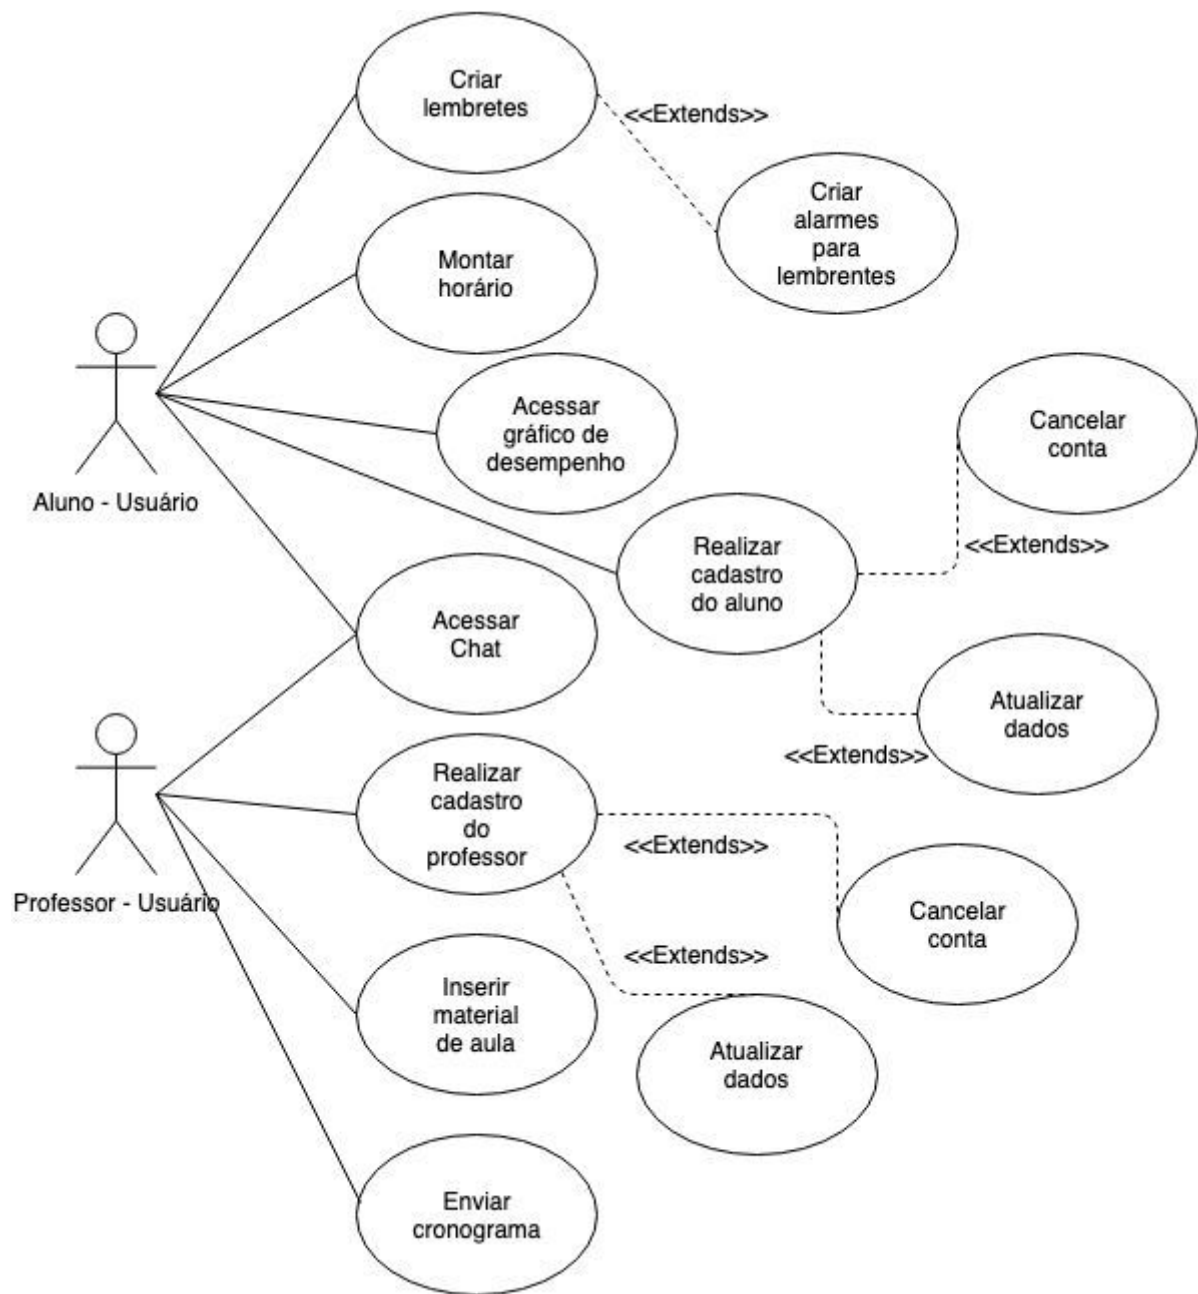 Criar
lembretes
<<Extends>>
Criar
alarmes
para
lembrentes
Montar
horário
Acessar
gráfico de
desempenho
Cancelar
conta
Aluno - Usuário
<<Extends>>
Realizar
cadastro
do aluno
Acessar
Chat
Atualizar
dados
<<Extends>>
Realizar
cadastro
do
professor
<<Extends>>
Professor - Usuário
Cancelar
conta
<<Extends>>
Inserir
material
de aula
Atualizar
dados
Enviar
cronograma